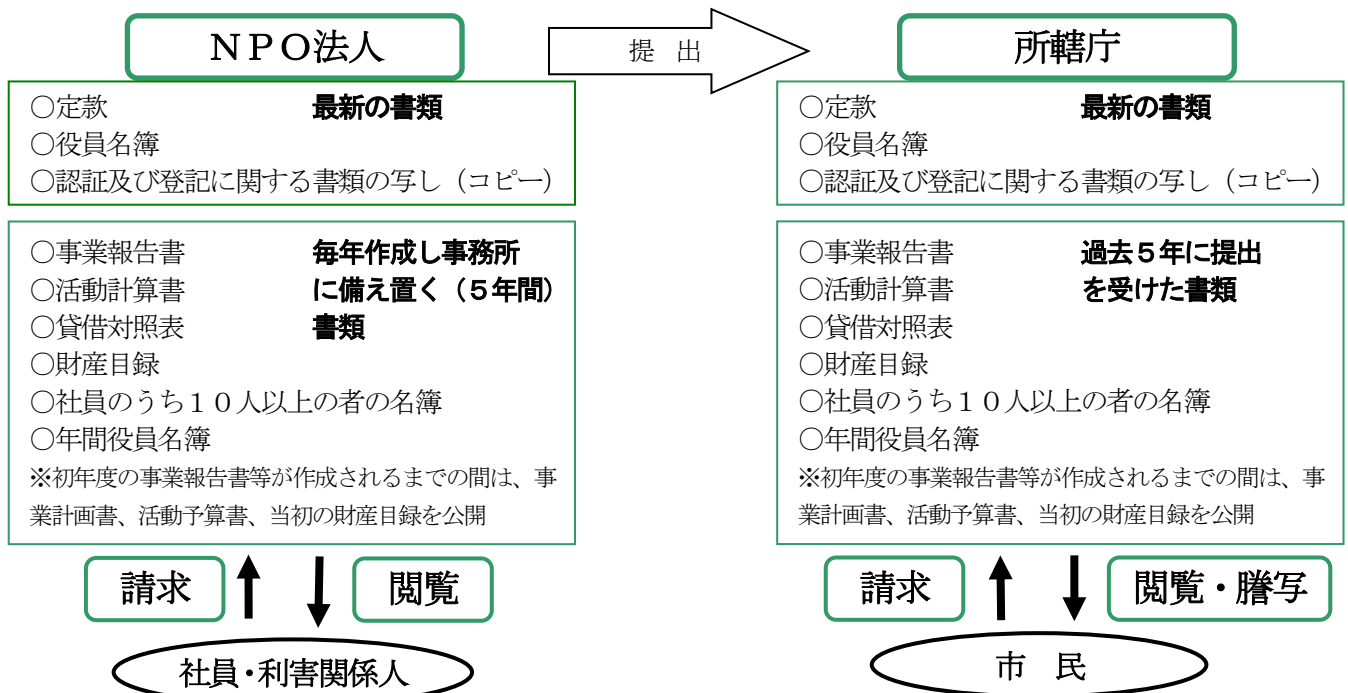 ＮＰＯ法人
提 出
所轄庁
○定款 最新の書類
○役員名簿
○認証及び登記に関する書類の写し（コピー）
○事業報告書 毎年作成し事務所
○活動計算書 に備え置く（５年間）
○貸借対照表 書類
○財産目録
○社員のうち１０人以上の者の名簿
○年間役員名簿
※初年度の事業報告書等が作成されるまでの間は、事
業計画書、活動予算書、当初の財産目録を公開
請求
閲覧
社員・利害関係人
○定款 最新の書類
○役員名簿
○認証及び登記に関する書類の写し（コピー）
○事業報告書 過去５年に提出
○活動計算書 を受けた書類
○貸借対照表
○財産目録
○社員のうち１０人以上の者の名簿
○年間役員名簿
※初年度の事業報告書等が作成されるまでの間は、事
業計画書、活動予算書、当初の財産目録を公開
請求
閲覧・謄写
市 民